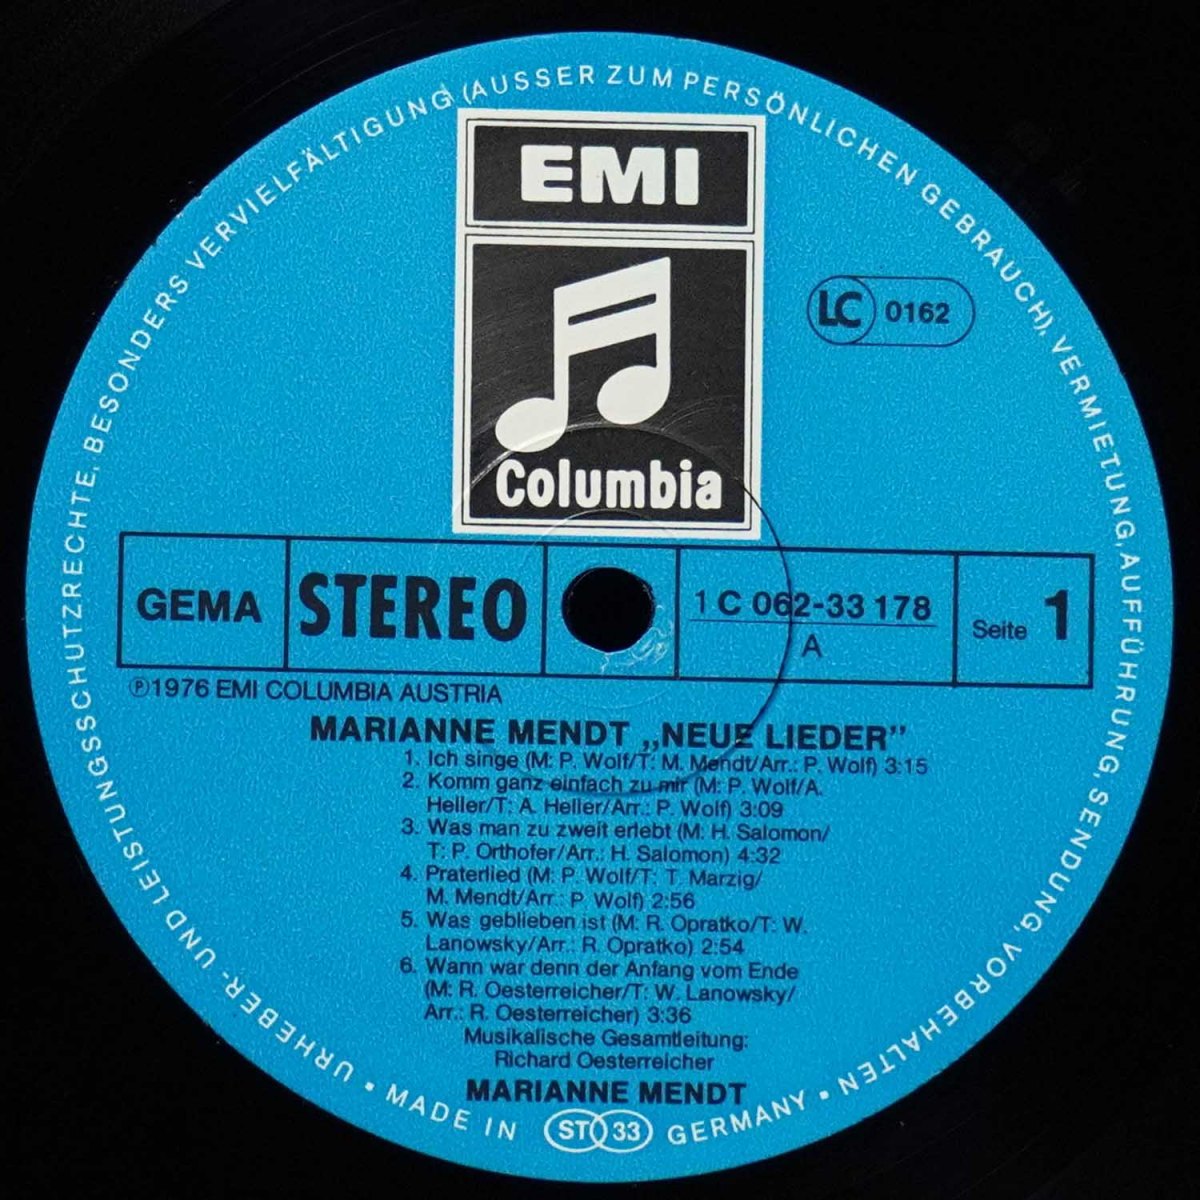 EMI
Columbia
LC 0162
GEMA
STEREO
1 C 062-33 178
A
Seite 1
℗1976 EMI COLUMBIA AUSTRIA
MARIANNE MENDT „NEUE LIEDER”
1. Ich singe (M: P. Wolf/T: M. Mendt/Arr.: P. Wolf) 3:15
2. Komm ganz einfach zu mir (M: P. Wolf/A.
Heller/T: A. Heller/Arr.: P. Wolf) 3:09
3. Was man zu zweit erlebt (M: H. Salomon/
T: P. Orthofer/Arr.: H. Salomon) 4:32
4. Praterlied (M: P. Wolf/T: T. Marzig/
M. Mendt/Arr.: P. Wolf) 2:56
5. Was geblieben ist (M: R. Opratko/T: W.
Lanowsky/Arr.: R. Opratko) 2:54
6. Wann war denn der Anfang vom Ende
(M: R. Oesterreicher/T: W. Lanowsky/
Arr.: R. Oesterreicher) 3:36
Musikalische Gesamtleitung:
Richard Oesterreicher
MARIANNE MENDT
URHEBER- UND LEISTUNGSSCHUTZRECHTE, BESONDERS VERVIELFÄLTIGUNG (AUSSER ZUM PERSÖNLICHEN GEBRAUCH), VERMIETUNG, AUFFÜHRUNG, SENDUNG, VORBEHALTEN ▪
MADE IN ST 33 GERMANY ▪